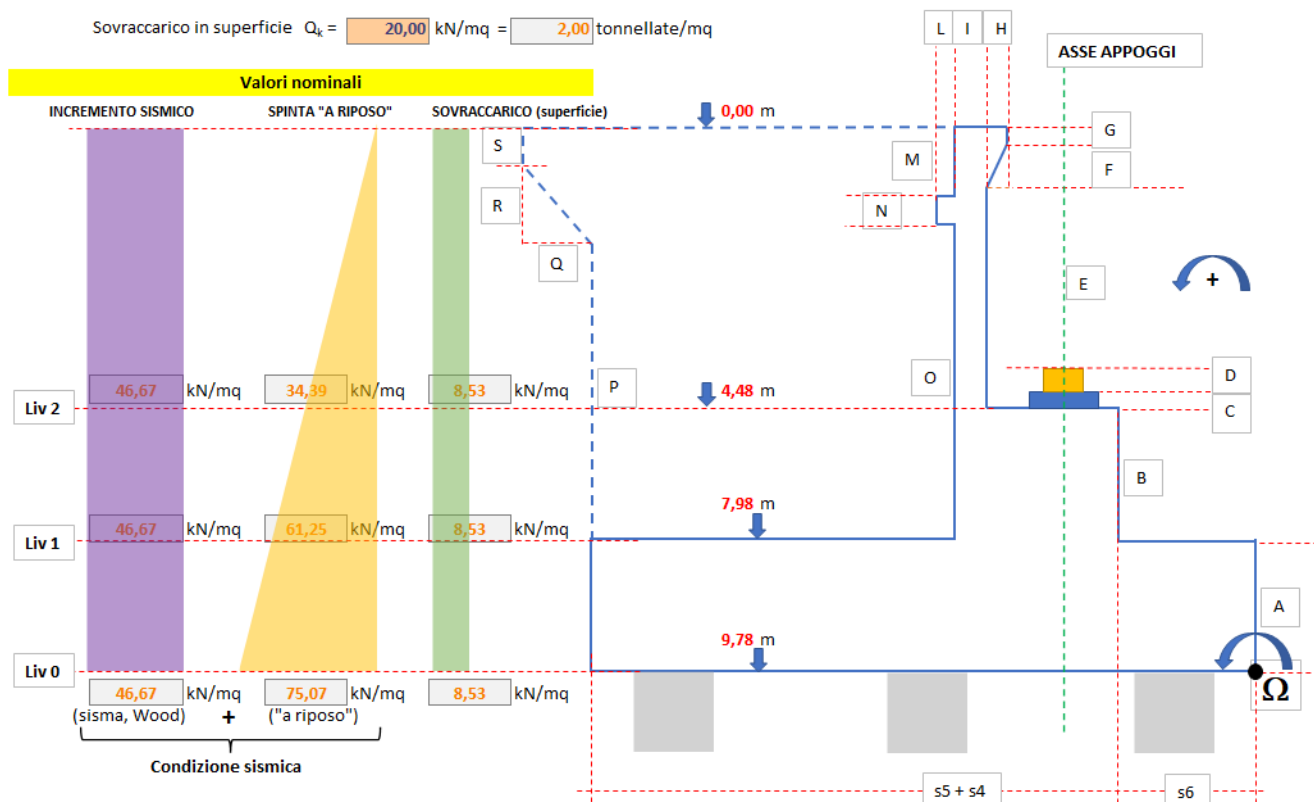 Sovraccarico in superficie Qk = 20,00 kN/mq = 2,00 tonnellate/mq
L I H
ASSE APPOGGI
Valori nominali
INCREMENTO SISMICO SPINTA "A RIPOSO" SOVRACCARICO (superficie)
0,00 m
S
G
M
F
R
N
Q
E
+
D
P
O
46,67 kN/mq 34,39 kN/mq 8,53 kN/mq
4,48 m
Liv 2
C
B
7,98 m
46,67 kN/mq 61,25 kN/mq 8,53 kN/mq
Liv 1
A
9,78 m
Liv 0
Ω
46,67 kN/mq 75,07 kN/mq 8,53 kN/mq
(sisma, Wood) + ("a riposo")
Condizione sismica
s5 + s4
s6